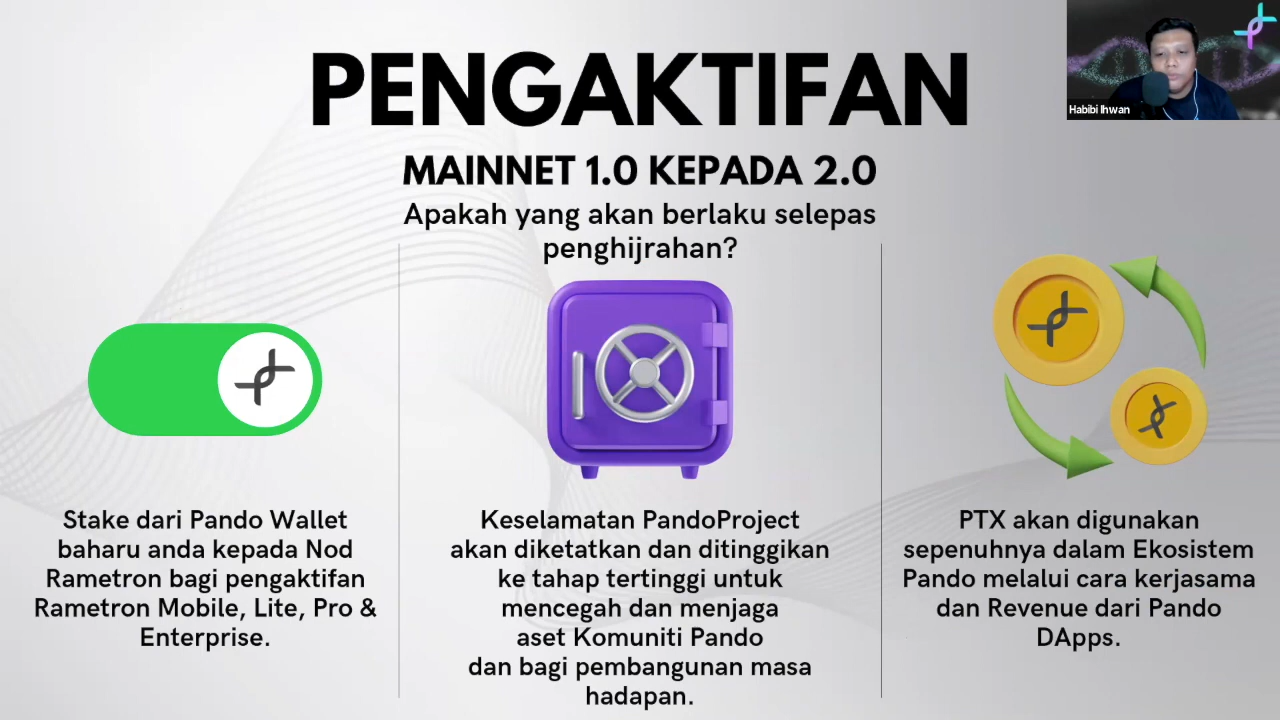 PENGAKTIFAN
MAINNET 1.0 KEPADA 2.0
Apakah yang akan berlaku selepas
penghijrahan?
Habibi Ihwan
Stake dari Pando Wallet
baharu anda kepada Nod
Rametron bagi pengaktifan
Rametron Mobile, Lite, Pro &
Enterprise.
Keselamatan PandoProject
akan diketatkan dan ditinggikan
ke tahap tertinggi untuk
mencegah dan menjaga
aset Komuniti Pando
dan bagi pembangunan masa
hadapan.
PTX akan digunakan
sepenuhnya dalam Ekosistem
Pando melalui cara kerjasama
dan Revenue dari Pando
DApps.